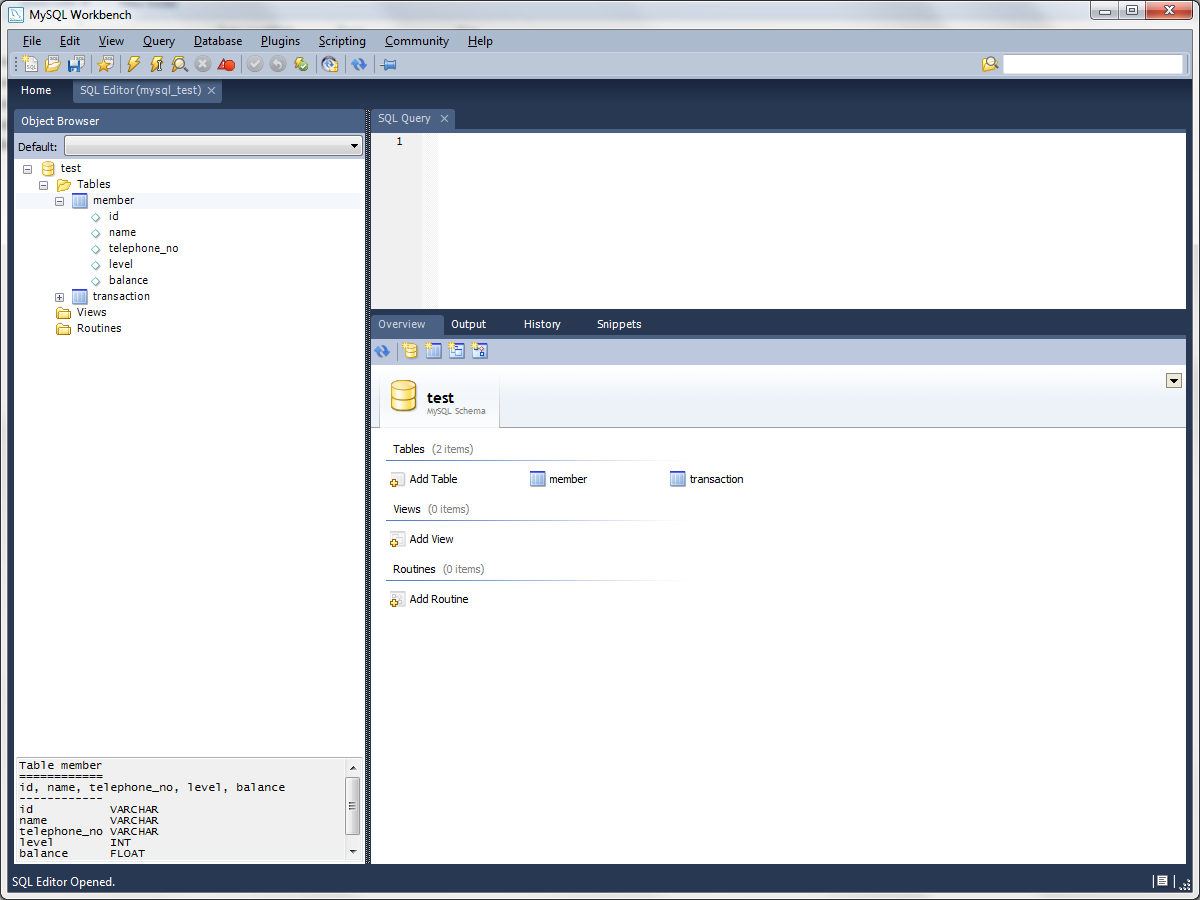 MySQL Workbench
File Edit View Query Database Plugins Scripting Community Help
Home SQL Editor (mysql_test)
Object Browser
Default:
test
Tables
member
id
name
telephone_no
level
balance
transaction
Views
Routines
Table member
============
id, name, telephone_no, level, balance
------------
id VARCHAR
name VARCHAR
telephone_no VARCHAR
level INT
balance FLOAT
SQL Query
1
Overview Output History Snippets
test
MySQL Schema
Tables (2 items)
Add Table member transaction
Views (0 items)
Add View
Routines (0 items)
Add Routine
SQL Editor Opened.